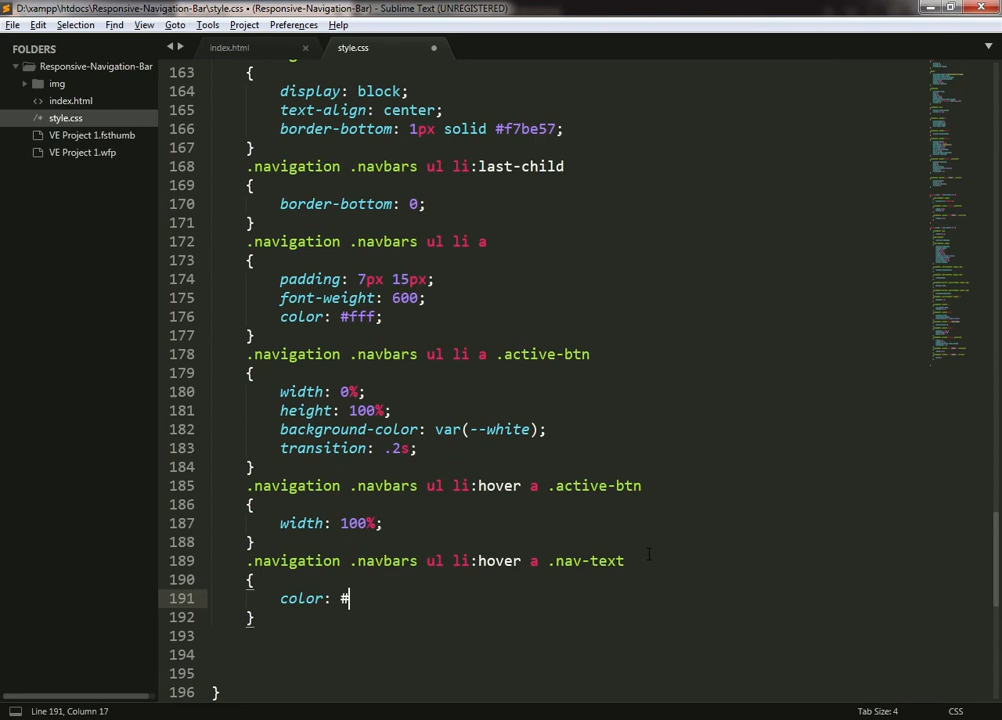 D:\xampp\htdocs\Responsive-Navigation-Bar\style.css • (Responsive-Navigation-Bar) - Sublime Text (UNREGISTERED)
File Edit Selection Find View Goto Tools Project Preferences Help
FOLDERS
Responsive-Navigation-Bar
img
index.html
style.css
VE Project 1.fsthumb
VE Project 1.wfp
index.html style.css
163 {
164 display: block;
165 text-align: center;
166 border-bottom: 1px solid #f7be57;
167 }
168 .navigation .navbars ul li:last-child
169 {
170 border-bottom: 0;
171 }
172 .navigation .navbars ul li a
173 {
174 padding: 7px 15px;
175 font-weight: 600;
176 color: #fff;
177 }
178 .navigation .navbars ul li a .active-btn
179 {
180 width: 0%;
181 height: 100%;
182 background-color: var(--white);
183 transition: .2s;
184 }
185 .navigation .navbars ul li:hover a .active-btn
186 {
187 width: 100%;
188 }
189 .navigation .navbars ul li:hover a .nav-text
190 {
191 color: #
192 }
193
194
195
196 }
Line 191, Column 17 Tab Size: 4 CSS